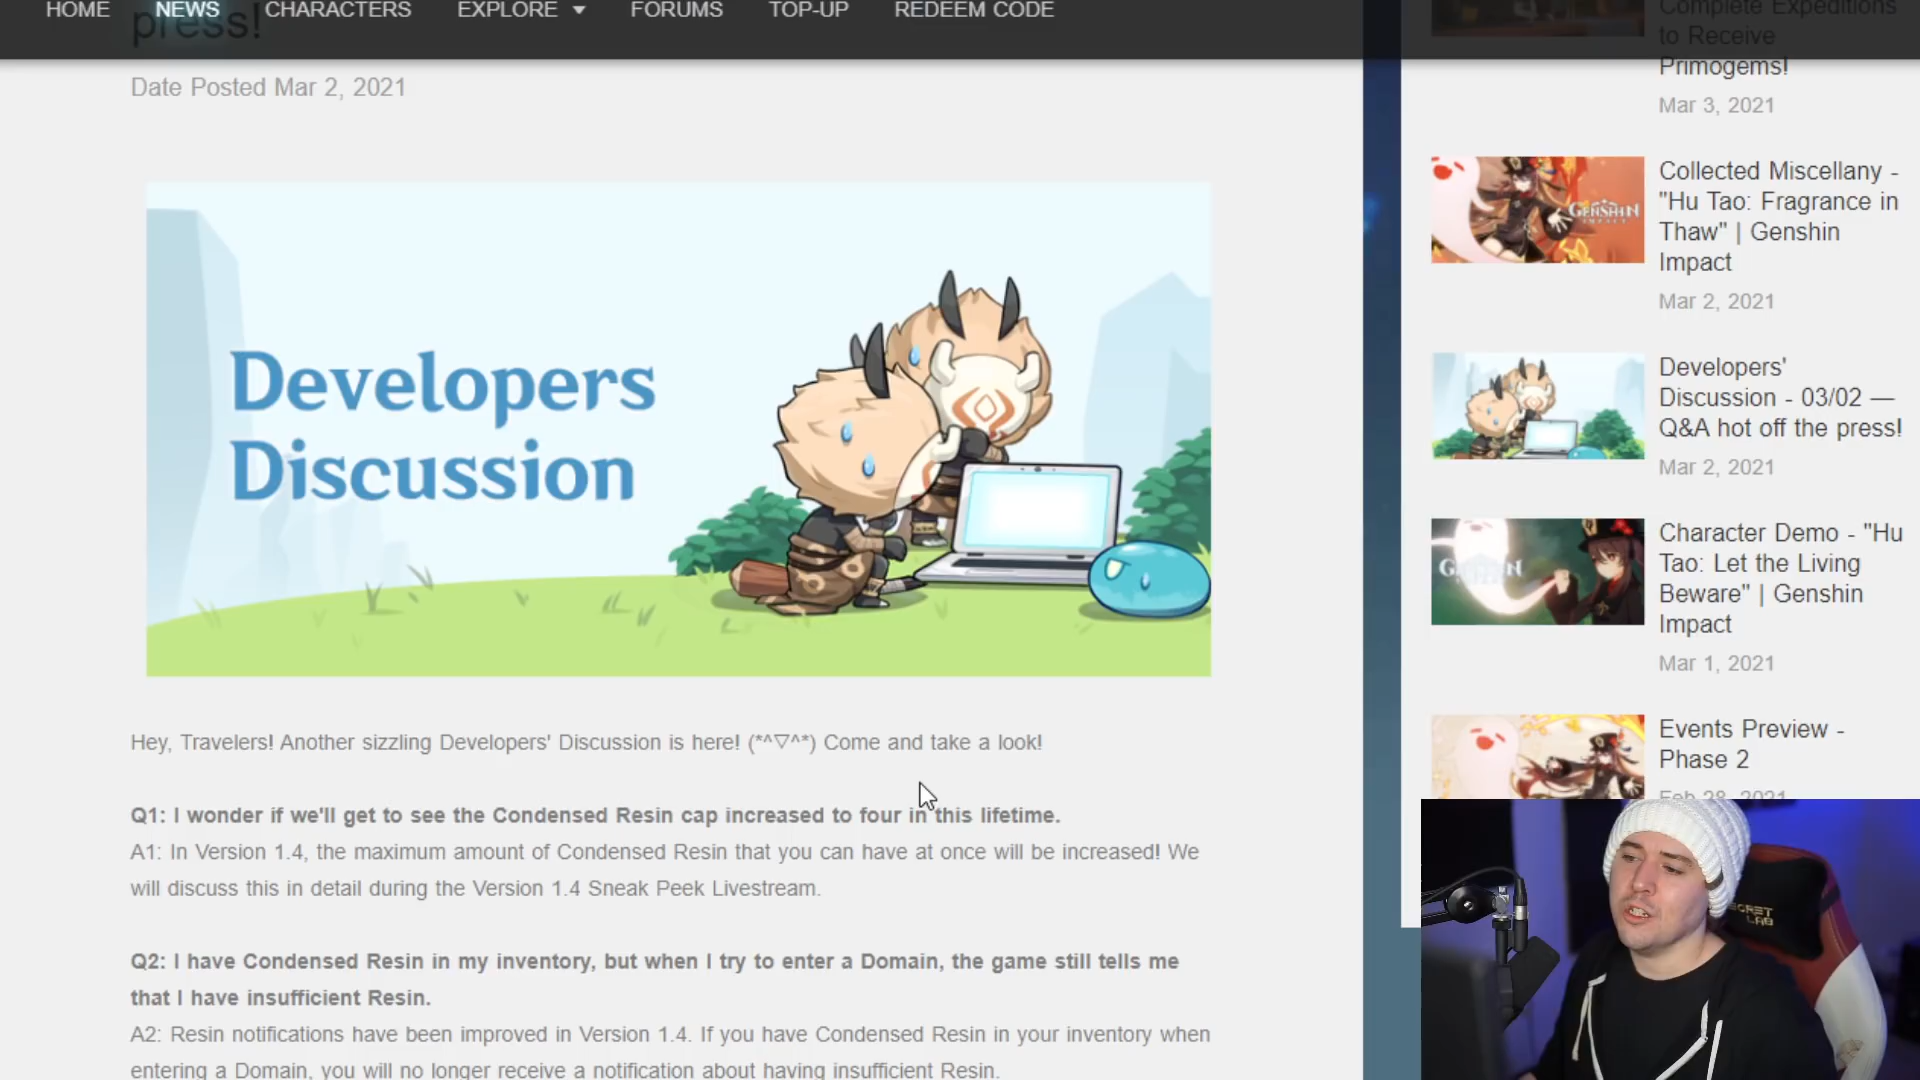 HOME NEWS CHARACTERS EXPLORE FORUMS TOP-UP REDEEM CODE
press!
Date Posted Mar 2, 2021
Developers
Discussion
Hey, Travelers! Another sizzling Developers' Discussion is here! (*^▽^*) Come and take a look!
Q1: I wonder if we'll get to see the Condensed Resin cap increased to four in this lifetime.
A1: In Version 1.4, the maximum amount of Condensed Resin that you can have at once will be increased! We
will discuss this in detail during the Version 1.4 Sneak Peek Livestream.
Q2: I have Condensed Resin in my inventory, but when I try to enter a Domain, the game still tells me
that I have insufficient Resin.
A2: Resin notifications have been improved in Version 1.4. If you have Condensed Resin in your inventory when
entering a Domain, you will no longer receive a notification about having insufficient Resin.
Complete Expeditions
to Receive
Primogems!
Mar 3, 2021
GENSHIN
IMPACT
Collected Miscellany -
"Hu Tao: Fragrance in
Thaw" | Genshin
Impact
Mar 2, 2021
Developers'
Discussion - 03/02 —
Q&A hot off the press!
Mar 2, 2021
Character Demo - "Hu
Tao: Let the Living
Beware" | Genshin
Impact
Mar 1, 2021
Events Preview -
Phase 2
Feb 28, 2021
SECRET
LAB